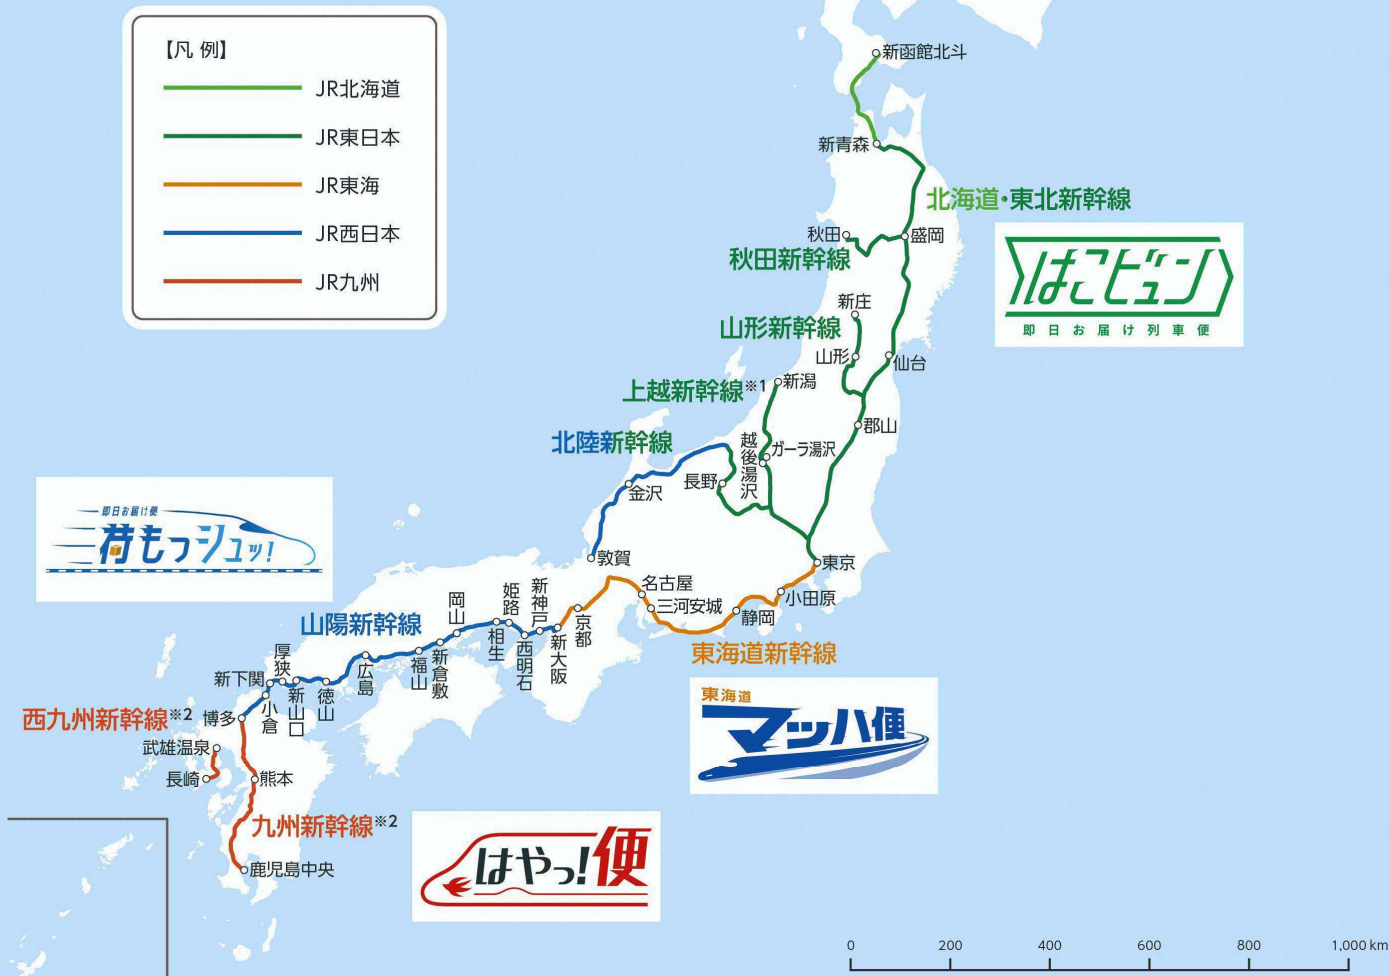 【凡 例】
JR北海道
JR東日本
JR東海
JR西日本
JR九州
新函館北斗
新青森
北海道・東北新幹線
秋田
盛岡
秋田新幹線
はこビュン
即日お届け列車便
新庄
山形新幹線
山形
仙台
上越新幹線※1
新潟
郡山
北陸新幹線
越後湯沢
ガーラ湯沢
長野
金沢
敦賀
東京
小田原
名古屋
三河安城
静岡
東海道新幹線
東海道
マッハ便
即日お届け便
荷もっシュッ!
京都
新大阪
新神戸
西明石
姫路
相生
岡山
新倉敷
福山
広島
山陽新幹線
徳山
新山口
厚狭
新下関
小倉
博多
西九州新幹線※2
武雄温泉
長崎
熊本
九州新幹線※2
鹿児島中央
はやっ!便
0 200 400 600 800 1,000 km